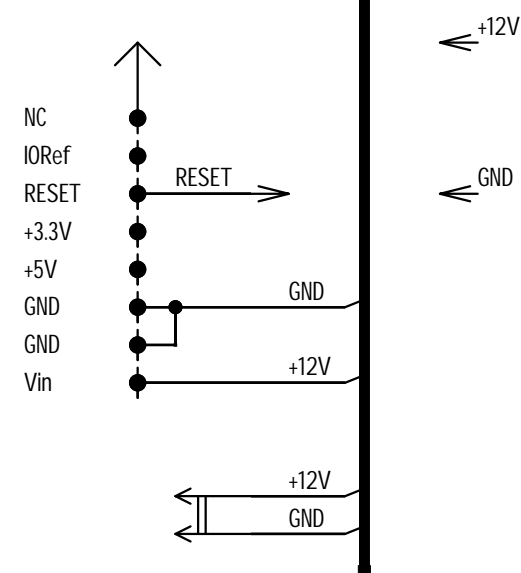 +12V
NC
IORef
RESET
RESET
GND
+3.3V
+5V
GND
GND
GND
Vin
+12V
+12V
GND